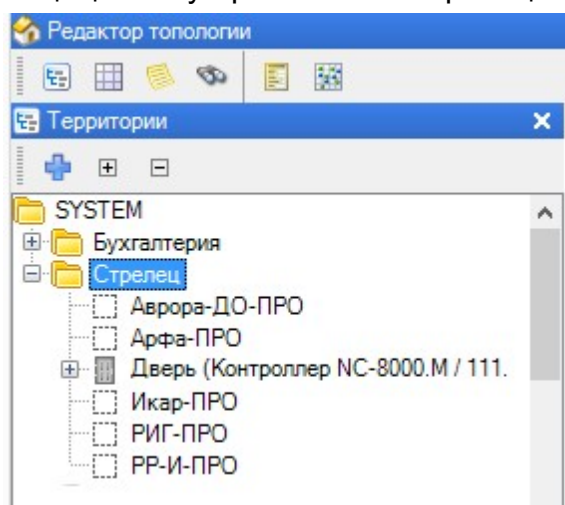 Редактор топологии
Территории
SYSTEM
Бухгалтерия
Стрелец
Аврора-ДО-ПРО
Арфа-ПРО
Дверь (Контроллер NC-8000.M / 111.
Икар-ПРО
РИГ-ПРО
РР-И-ПРО